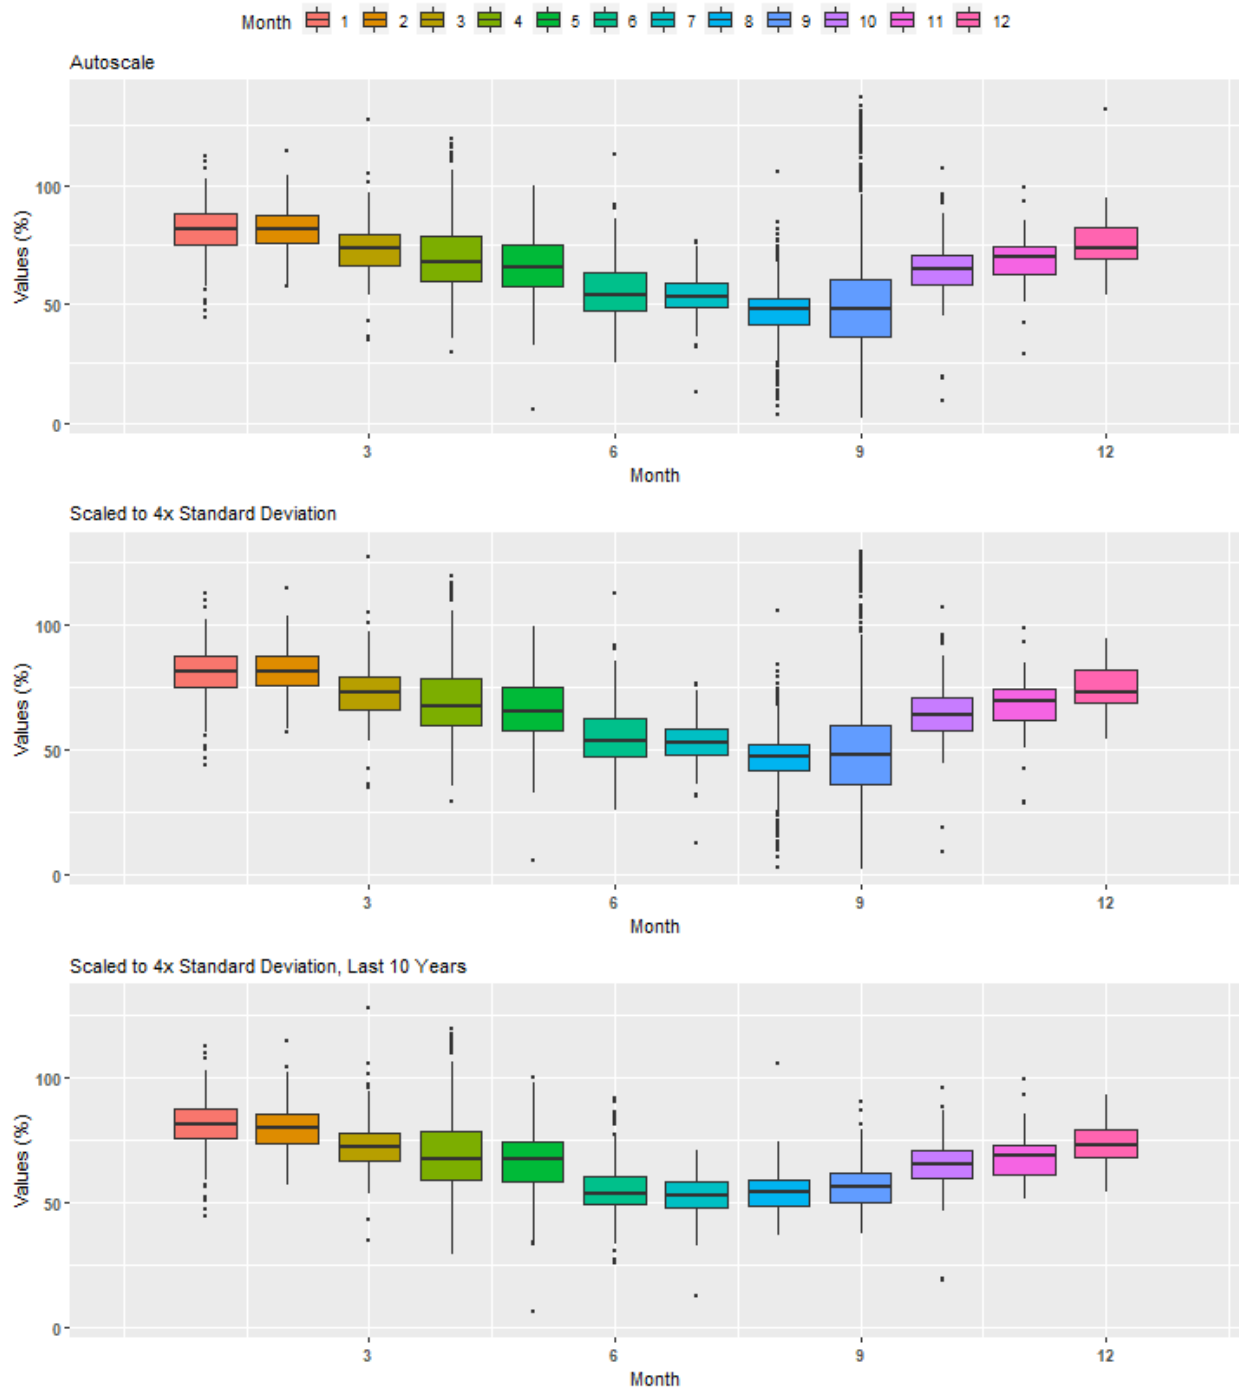 Month 1 2 3 4 5 6 7 8 9 10 11 12
Autoscale
Values (%)
100
50
0
3 6 9 12
Month
Scaled to 4x Standard Deviation
Values (%)
100
50
0
3 6 9 12
Month
Scaled to 4x Standard Deviation, Last 10 Years
Values (%)
100
50
0
3 6 9 12
Month